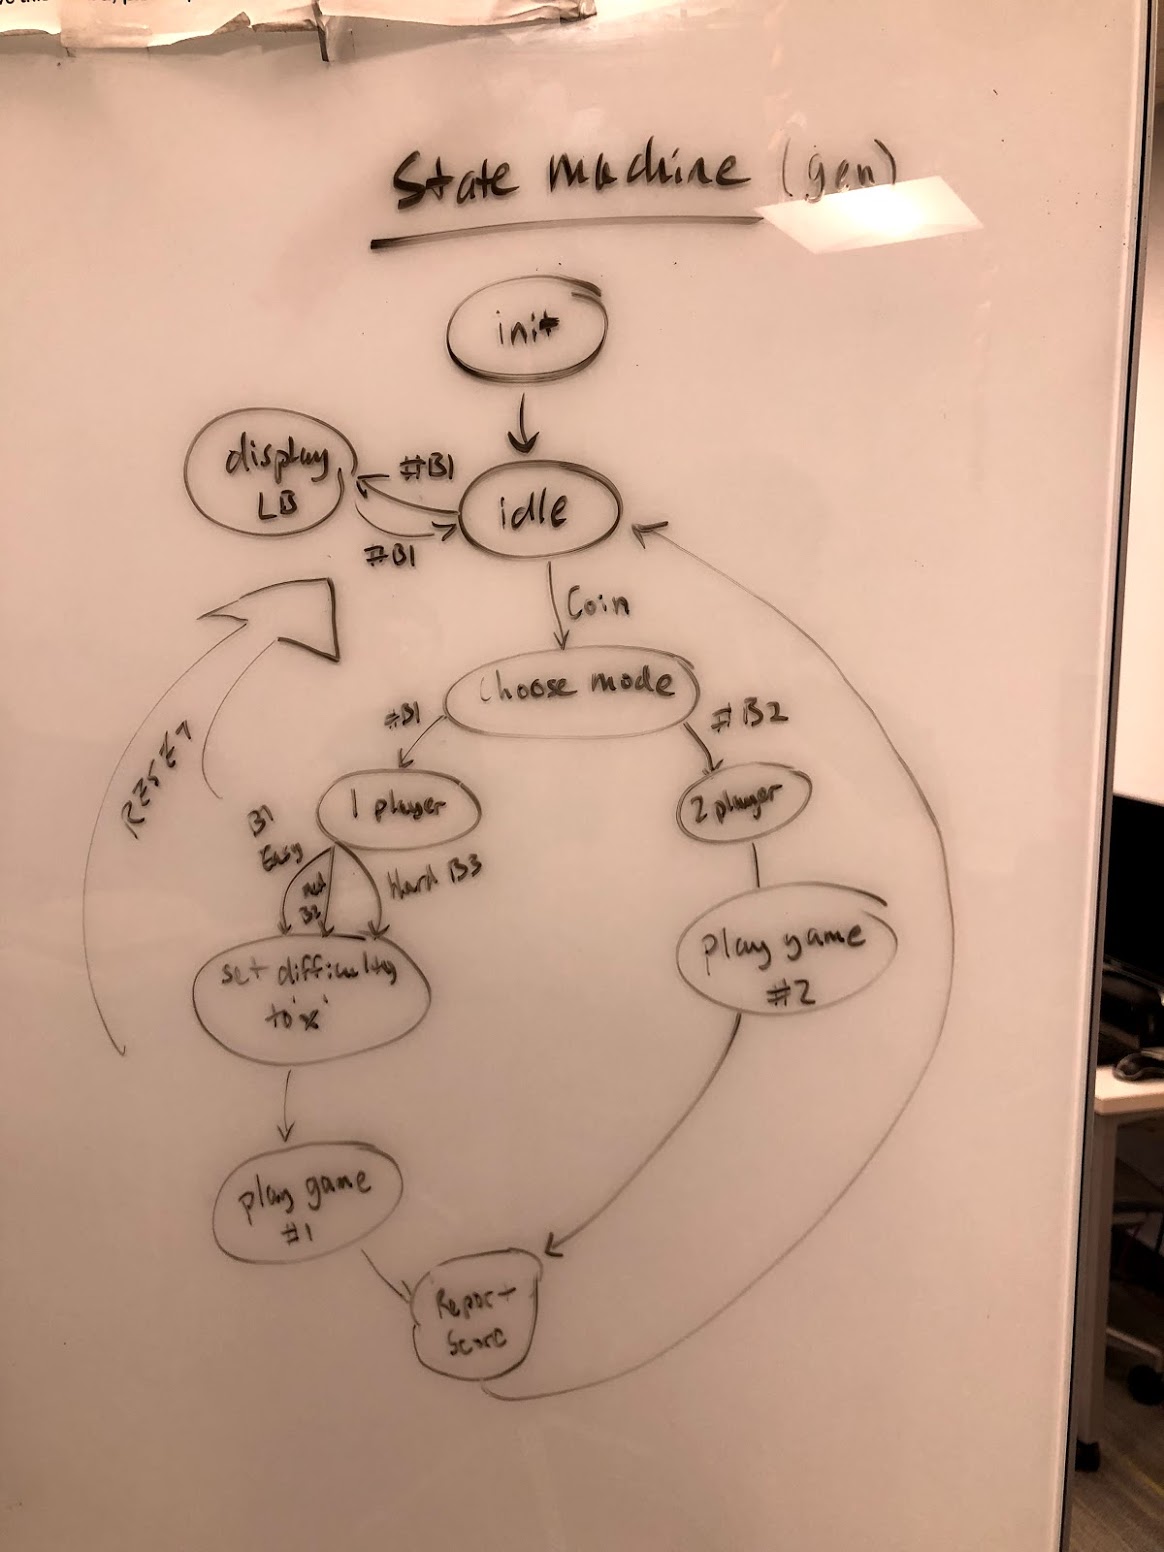 State machine (gen)
init
display
LB
#B1
idle
#B1
Coin
Choose mode
#B1
#B2
RESET
1 player
2 player
B1
Easy
B2
Hard B3
set difficulty
to 'x'
play game
#2
play game
#1
Report
Score